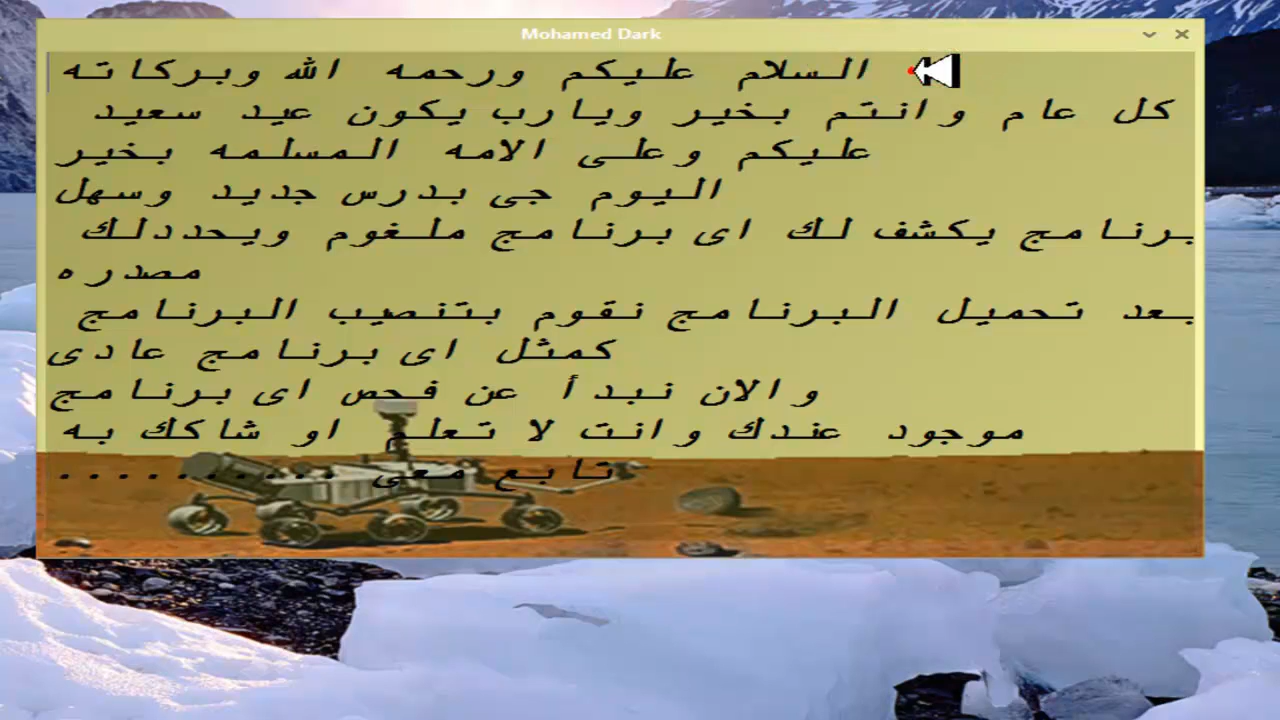 Mohamed Dark
السلام عليكم ورحمه الله وبركاته
كل عام وانتم بخير ويارب يكون عيد سعيد
عليكم وعلى الامه المسلمه بخير
اليوم جى بدرس جديد وسهل
برنامج يكشف لك اى برنامج ملغوم ويحددلك
مصدره
بعد تحميل البرنامج نقوم بتنصيب البرنامج
كمثل اى برنامج عادى
والان نبدأ عن فحص اى برنامج
موجود عندك وانت لا تعلم او شاكك به
تابع معى ..........